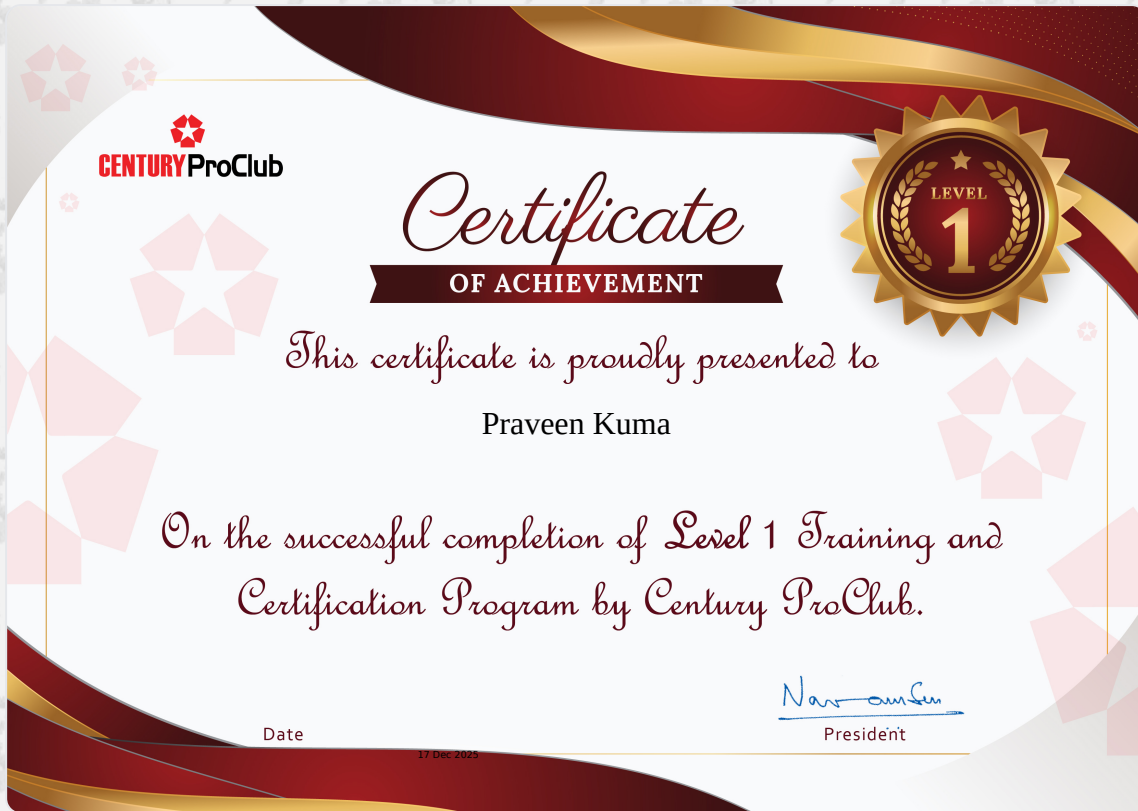 CENTURY ProClub
LEVEL
1
Certificate
OF ACHIEVEMENT
This certificate is proudly presented to
Praveen Kuma
On the successful completion of Level 1 Training and
Certification Program by Century ProClub.
Date
President
17 Dec 2025